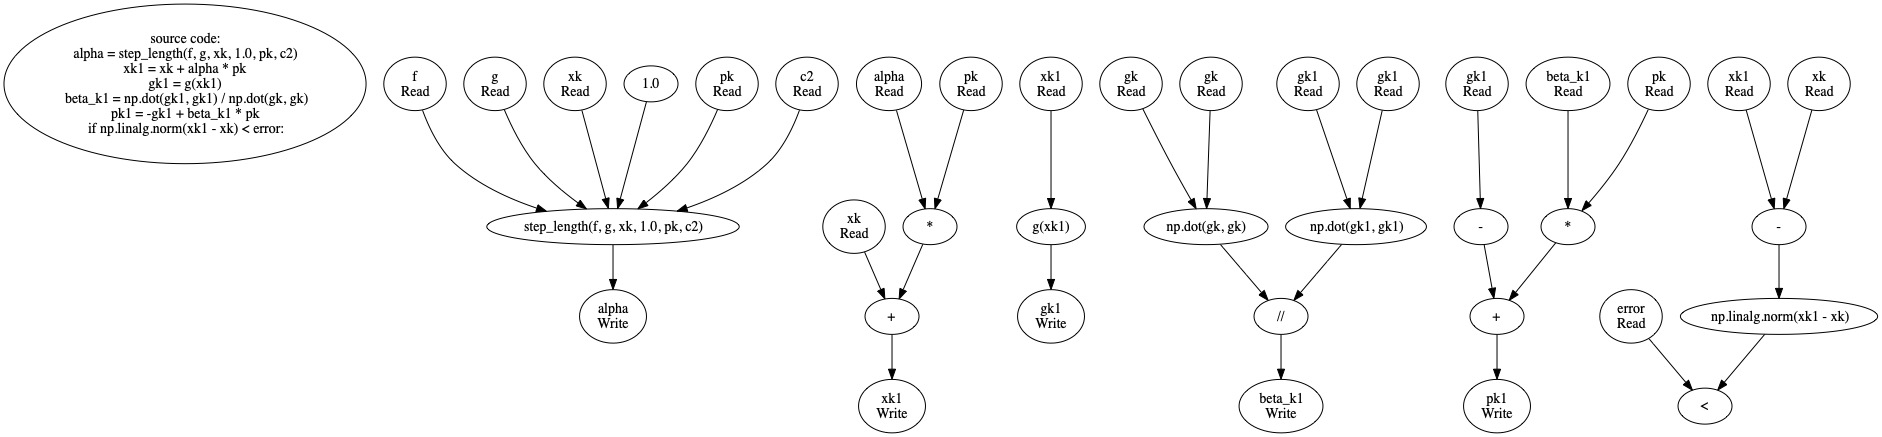 source code:
alpha = step_length(f, g, xk, 1.0, pk, c2)
xk1 = xk + alpha * pk
gk1 = g(xk1)
beta_k1 = np.dot(gk1, gk1) / np.dot(gk, gk)
pk1 = -gk1 + beta_k1 * pk
if np.linalg.norm(xk1 - xk) < error:
f
Read
g
Read
xk
Read
1.0
pk
Read
c2
Read
alpha
Read
pk
Read
xk1
Read
gk
Read
gk
Read
gk1
Read
gk1
Read
gk1
Read
beta_k1
Read
pk
Read
xk1
Read
xk
Read
step_length(f, g, xk, 1.0, pk, c2)
xk
Read
*
g(xk1)
np.dot(gk, gk)
np.dot(gk1, gk1)
-
*
-
alpha
Write
+
gk1
Write
//
+
error
Read
np.linalg.norm(xk1 - xk)
xk1
Write
beta_k1
Write
pk1
Write
<